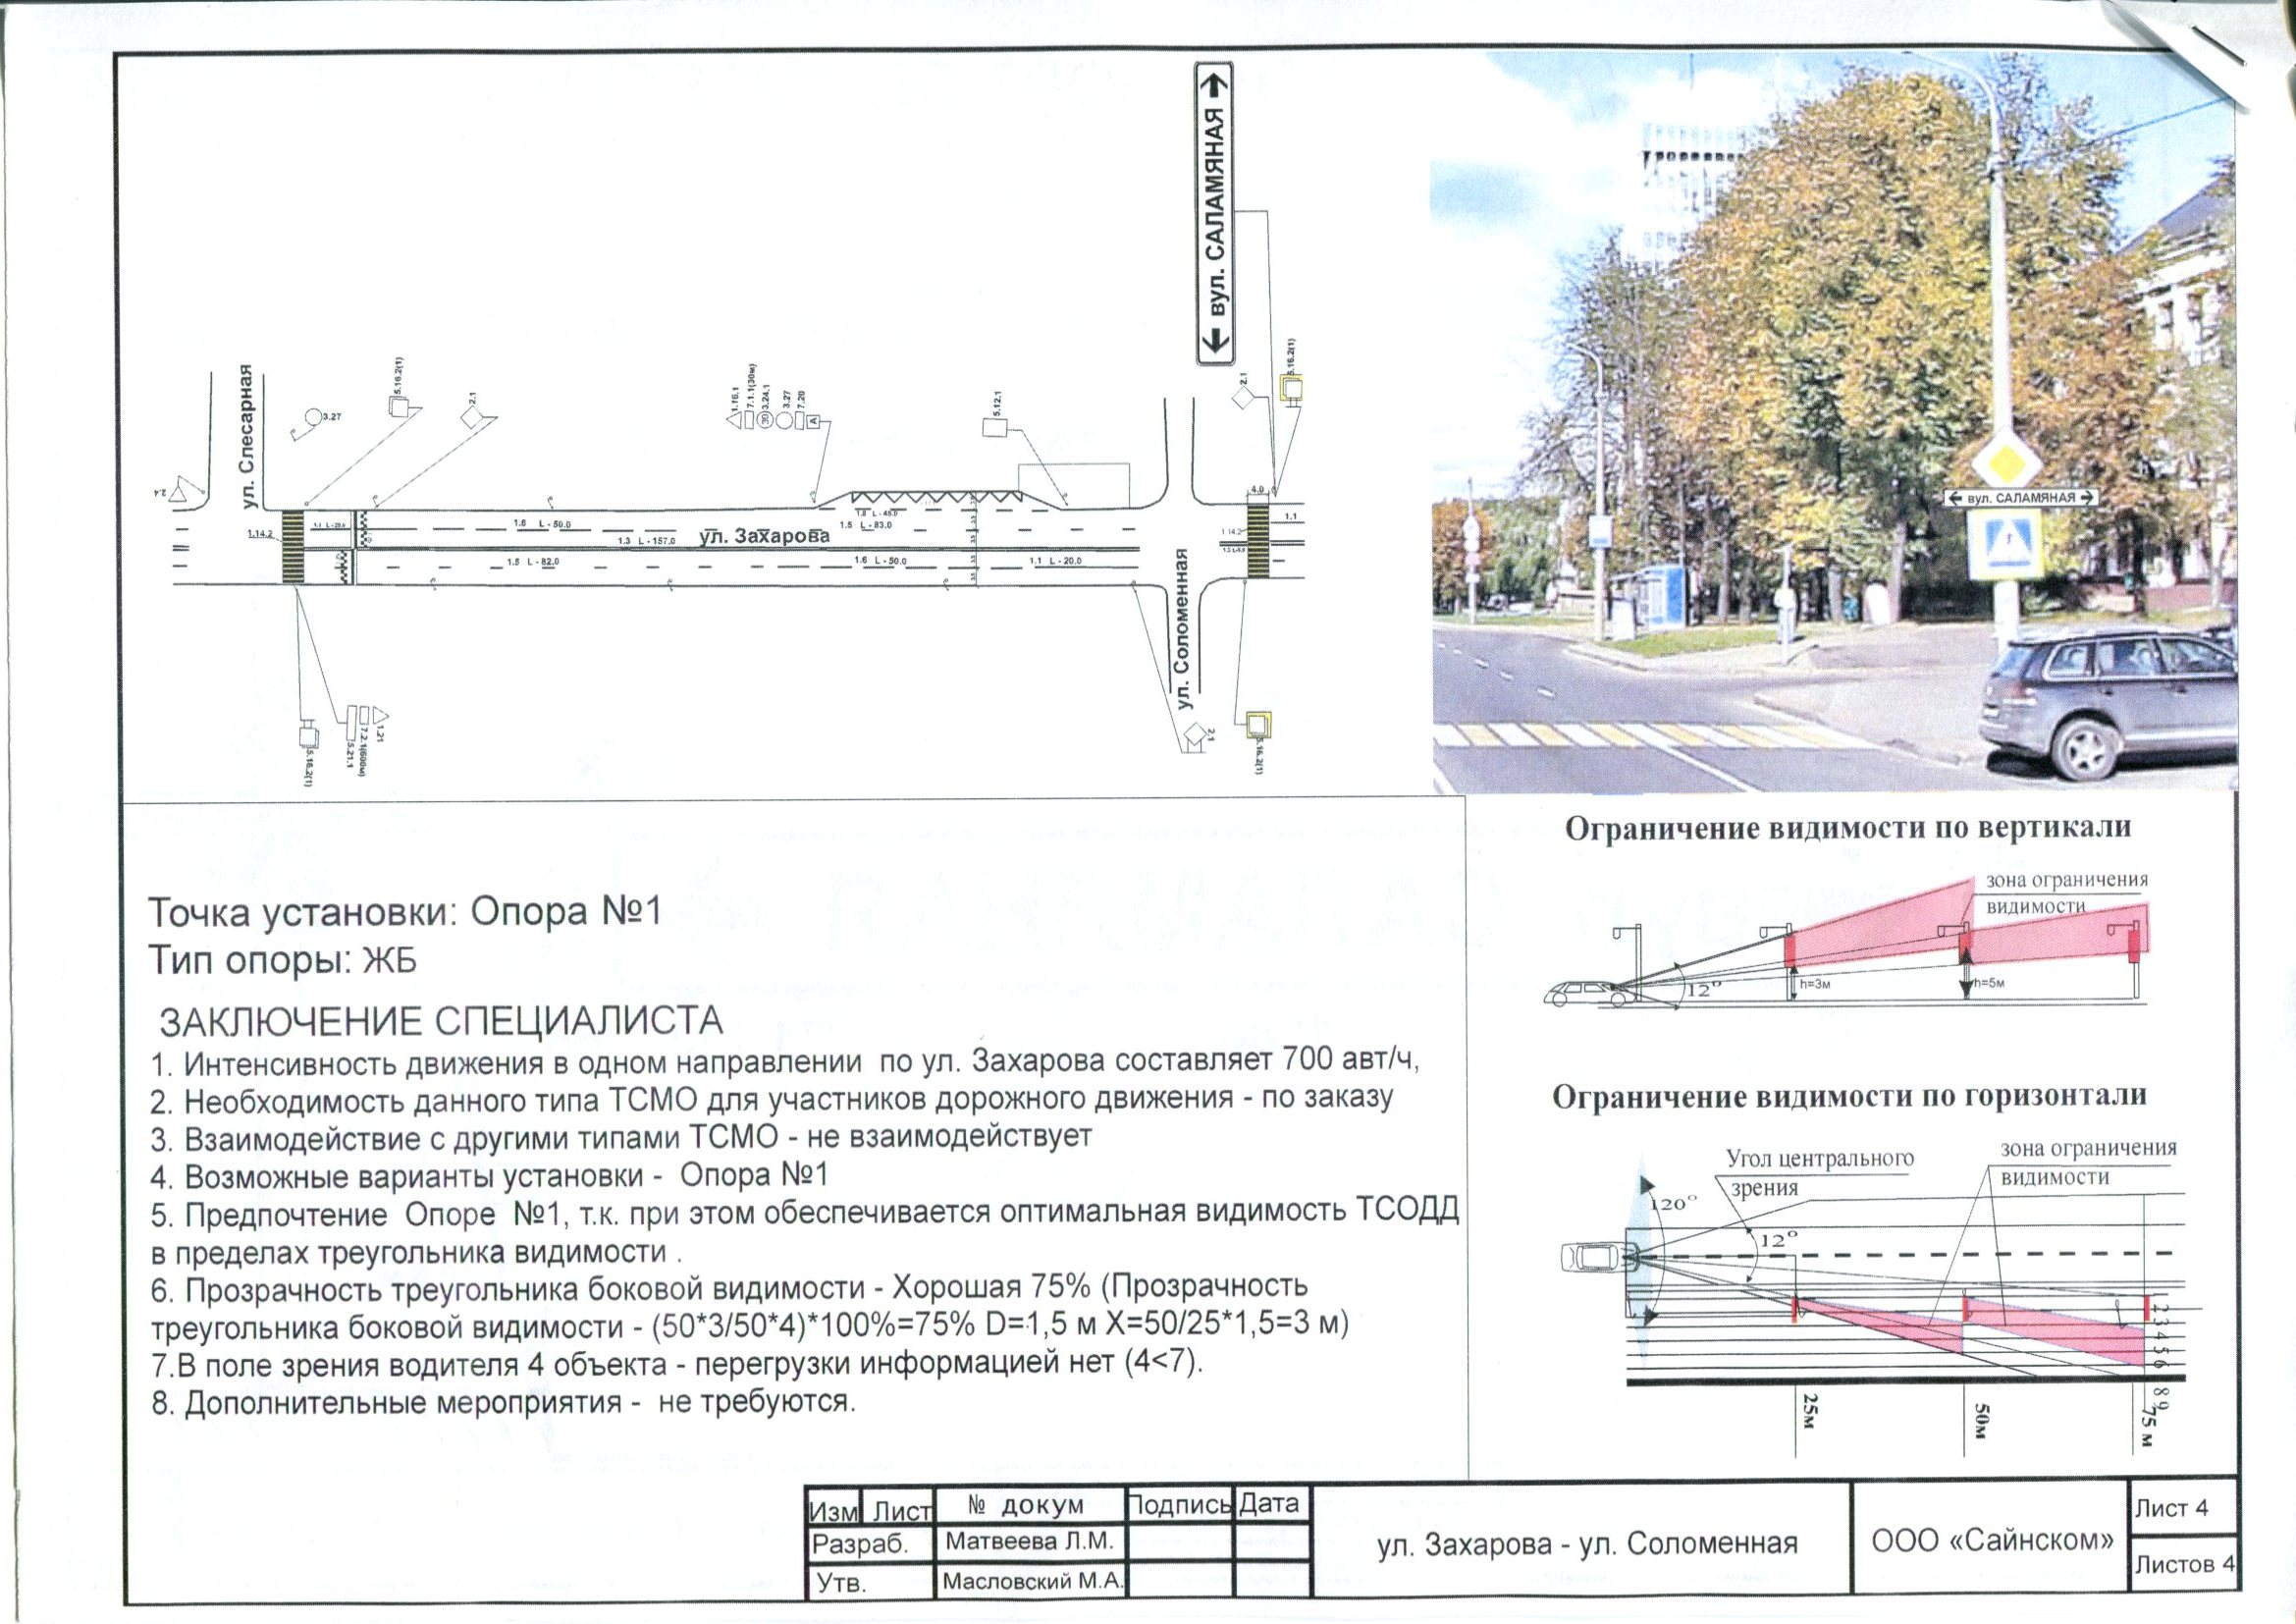 ← вул. САЛАМЯНАЯ →
ул. Слесарная
3.27
5.16.2(1)
2.1
2.4
1.16.1
7.1.1(30м)
3.24.1
3.27
7.20
30
A
5.12.1
2.1
5.16.2(1)
4.0
1.14.2
1.6 L - 50.0
1.3 L - 157.0
ул. Захарова
1.8 L - 45.0
1.5 L - 83.0
1.1
1.14.2
1.5 L - 82.0
1.6 L - 50.0
1.1 L - 20.0
ул. Соломенная
5.16.2(1)
5.21.1
7.2.1(600м)
1.21
2.1
5.16.2(1)
← вул. САЛАМЯНАЯ →
Точка установки: Опора №1
Тип опоры: ЖБ
ЗАКЛЮЧЕНИЕ СПЕЦИАЛИСТА
1. Интенсивность движения в одном направлении по ул. Захарова составляет 700 авт/ч,
2. Необходимость данного типа ТСМО для участников дорожного движения - по заказу
3. Взаимодействие с другими типами ТСМО - не взаимодействует
4. Возможные варианты установки - Опора №1
5. Предпочтение Опоре №1, т.к. при этом обеспечивается оптимальная видимость ТСОДД
в пределах треугольника видимости .
6. Прозрачность треугольника боковой видимости - Хорошая 75% (Прозрачность
треугольника боковой видимости - (50*3/50*4)*100%=75% D=1,5 м X=50/25*1,5=3 м)
7.В поле зрения водителя 4 объекта - перегрузки информацией нет (4<7).
8. Дополнительные мероприятия - не требуются.
Ограничение видимости по вертикали
зона ограничения
видимости
12°
h=3м
h=5м
Ограничение видимости по горизонтали
Угол центрального
зрения
зона ограничения
видимости
120°
12°
2 3 4 5 6
8 9
25м
50м
75 м
Изм Лист № докум Подпись Дата
Разраб. Матвеева Л.М.
Утв. Масловский М.А.
ул. Захарова - ул. Соломенная
ООО «Сайнском»
Лист 4
Листов 4